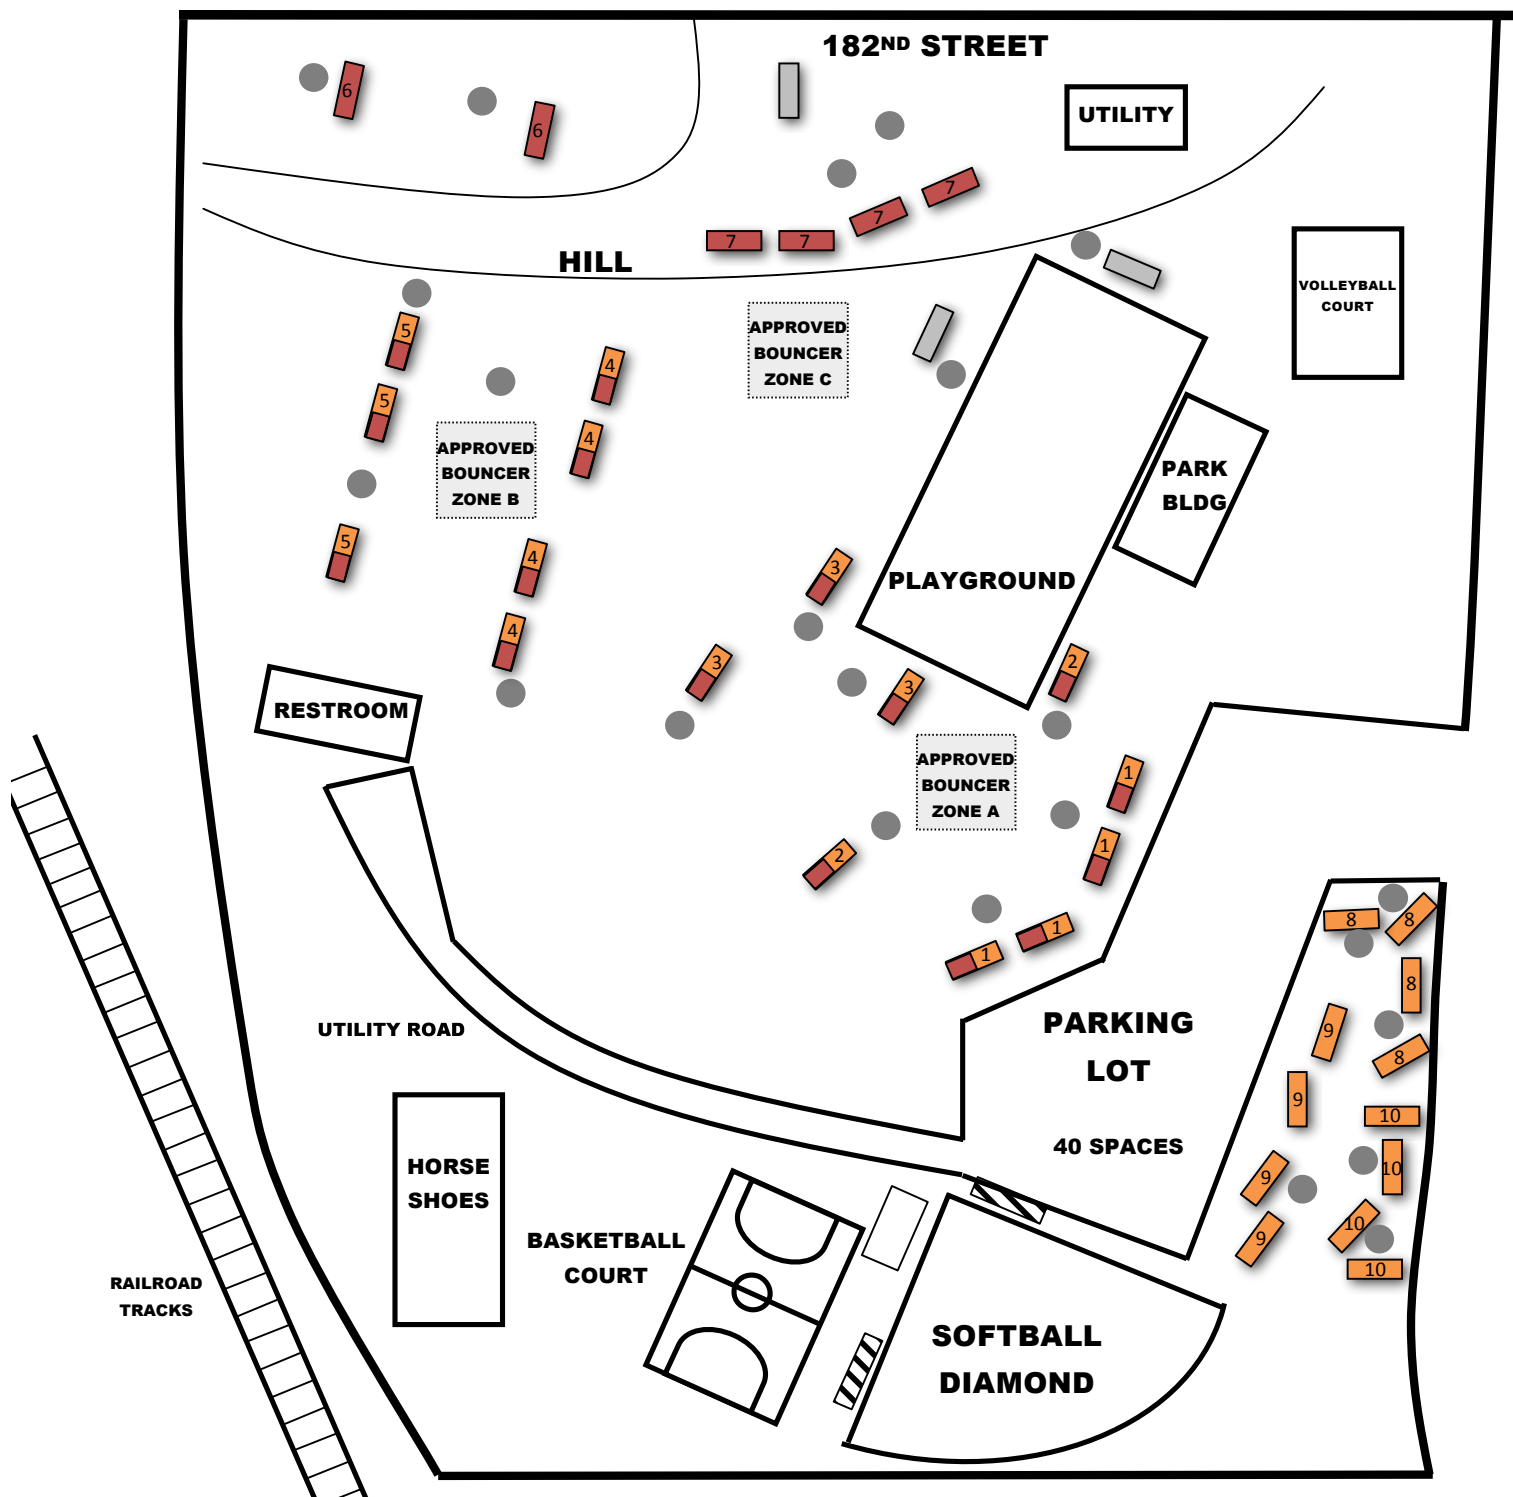 182ND STREET
6
6
UTILITY
7
7
7
7
HILL
VOLLEYBALL
COURT
APPROVED
BOUNCER
ZONE C
5
4
5
4
APPROVED
BOUNCER
ZONE B
PARK
BLDG
5
4
3
PLAYGROUND
4
3
3
2
RESTROOM
APPROVED
BOUNCER
ZONE A
1
1
2
1
1
8
8
8
UTILITY ROAD
PARKING
LOT
40 SPACES
9
8
9
10
10
9
10
9
10
HORSE
SHOES
BASKETBALL
COURT
RAILROAD
TRACKS
SOFTBALL
DIAMOND